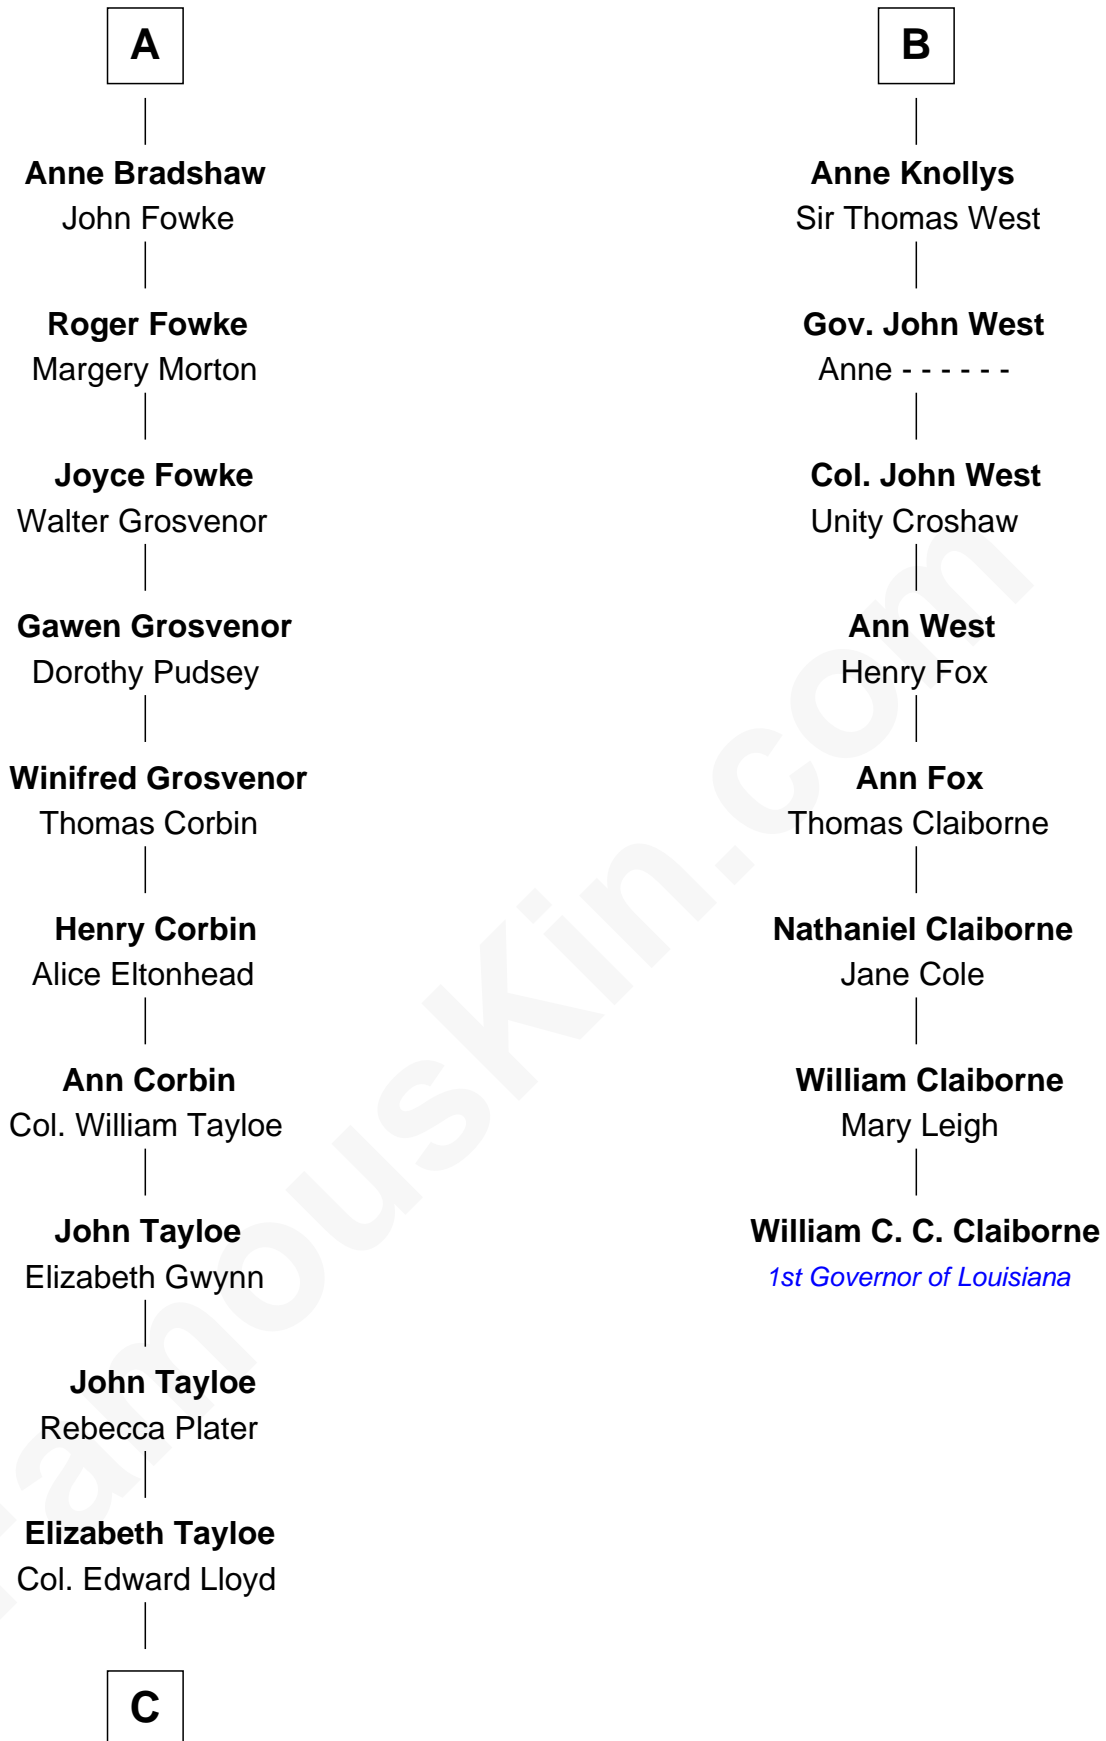 A
Anne Bradshaw
John Fowke
Roger Fowke
Margery Morton
Joyce Fowke
Walter Grosvenor
Gawen Grosvenor
Dorothy Pudsey
Winifred Grosvenor
Thomas Corbin
Henry Corbin
Alice Eltonhead
Ann Corbin
Col. William Tayloe
John Tayloe
Elizabeth Gwynn
John Tayloe
Rebecca Plater
Elizabeth Tayloe
Col. Edward Lloyd
C
B
Anne Knollys
Sir Thomas West
Gov. John West
Anne - - - - - -
Col. John West
Unity Croshaw
Ann West
Henry Fox
Ann Fox
Thomas Claiborne
Nathaniel Claiborne
Jane Cole
William Claiborne
Mary Leigh
William C. C. Claiborne
1st Governor of Louisiana
FamousKin.com